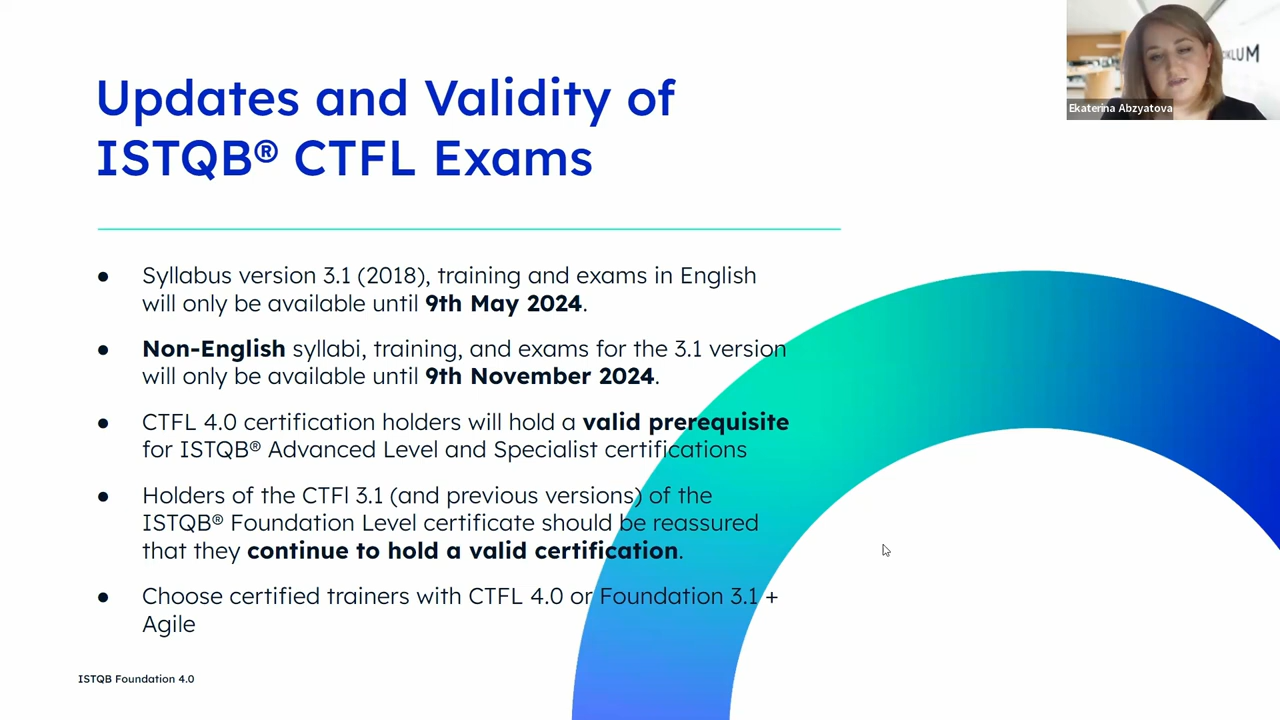 Updates and Validity of
ISTQB® CTFL Exams
● Syllabus version 3.1 (2018), training and exams in English
will only be available until 9th May 2024.
● Non-English syllabi, training, and exams for the 3.1 version
will only be available until 9th November 2024.
● CTFL 4.0 certification holders will hold a valid prerequisite
for ISTQB® Advanced Level and Specialist certifications
● Holders of the CTFl 3.1 (and previous versions) of the
ISTQB® Foundation Level certificate should be reassured
that they continue to hold a valid certification.
● Choose certified trainers with CTFL 4.0 or Foundation 3.1 +
Agile
ISTQB Foundation 4.0
Ekaterina Abzyatova